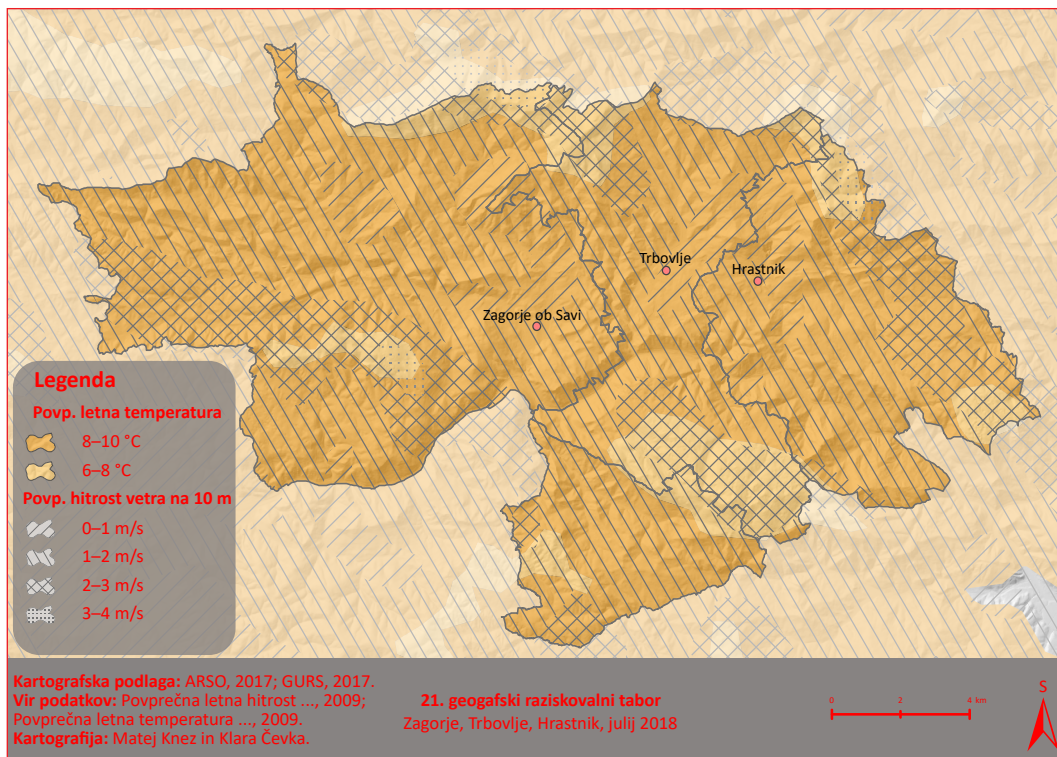 Trbovlje
Hrastnik
Zagorje ob Savi
Legenda
Povp. letna temperatura
8–10 °C
6–8 °C
Povp. hitrost vetra na 10 m
0–1 m/s
1–2 m/s
2–3 m/s
3–4 m/s
Kartografska podlaga: ARSO, 2017; GURS, 2017.
Vir podatkov: Povprečna letna hitrost ..., 2009;
Povprečna letna temperatura ..., 2009.
Kartografija: Matej Knez in Klara Čevka.
21. geogafski raziskovalni tabor
Zagorje, Trbovlje, Hrastnik, julij 2018
0 2 4 km
S